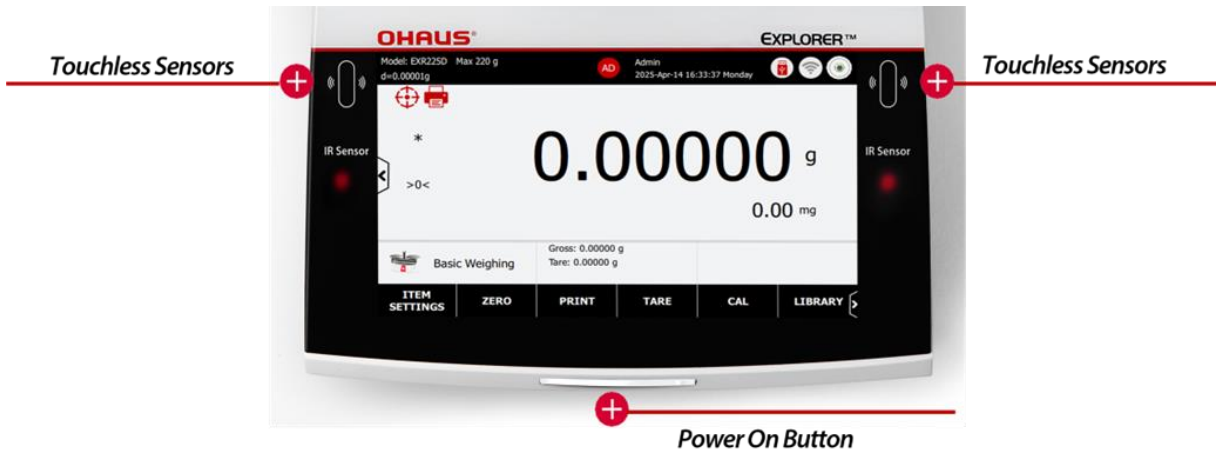 OHAUS®
EXPLORER™
Touchless Sensors
Touchless Sensors
Model: EXR225D Max 220 g
d=0.00001g
AD
Admin
2025-Apr-14 16:33:37 Monday
IR Sensor
IR Sensor
*
0.00000 g
>0<
0.00 mg
Basic Weighing
Gross: 0.00000 g
Tare: 0.00000 g
ITEM SETTINGS
ZERO
PRINT
TARE
CAL
LIBRARY
Power On Button